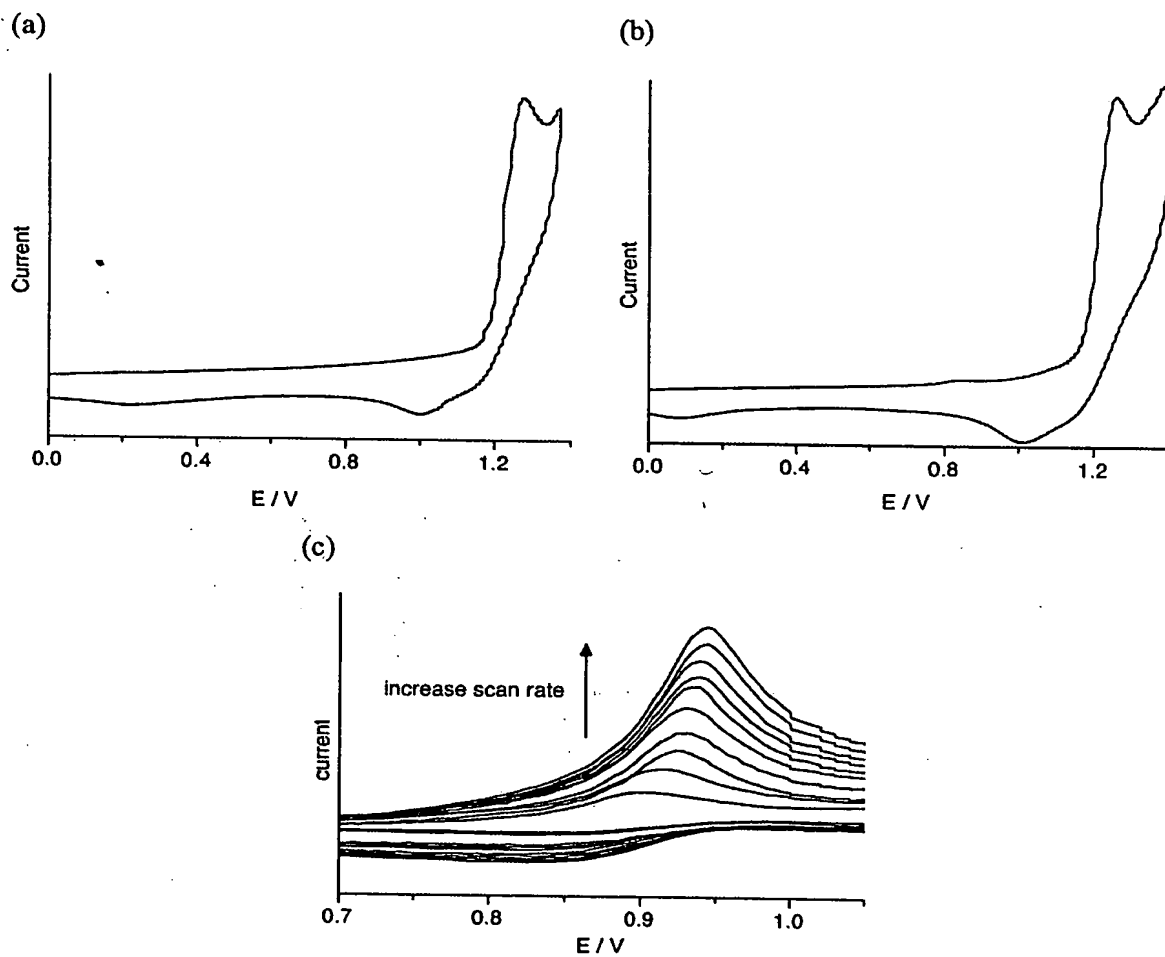 (a)
(b)
Current
0.0 0.4 0.8 1.2
E / V
Current
0.0 0.4 0.8 1.2
E / V
(c)
increase scan rate
current
0.7 0.8 0.9 1.0
E / V